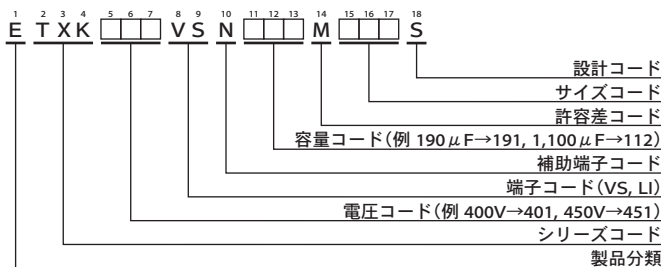 1 2 3 4 5 6 7 8 9 10 11 12 13 14 15 16 17 18
E T X K □□□ V S N □□□ M □□□ S
設計コード
サイズコード
許容差コード
容量コード(例 190μF→191, 1,100μF→112)
補助端子コード
端子コード(VS, LI)
電圧コード(例 400V→401, 450V→451)
シリーズコード
製品分類